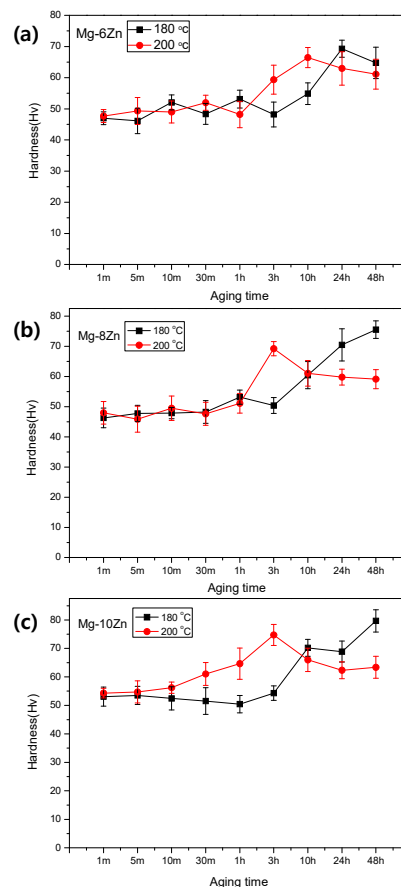 (a)
Mg-6Zn
180 °C
200 °C
80
70
60
50
40
30
20
10
0
Hardness(Hv)
1m 5m 10m 30m 1h 3h 10h 24h 48h
Aging time
(b)
Mg-8Zn
180 °C
200 °C
80
70
60
50
40
30
20
10
0
Hardness(Hv)
1m 5m 10m 30m 1h 3h 10h 24h 48h
Aging time
(c)
Mg-10Zn
180 °C
200 °C
80
70
60
50
40
30
20
10
0
Hardness(Hv)
1m 5m 10m 30m 1h 3h 10h 24h 48h
Aging time